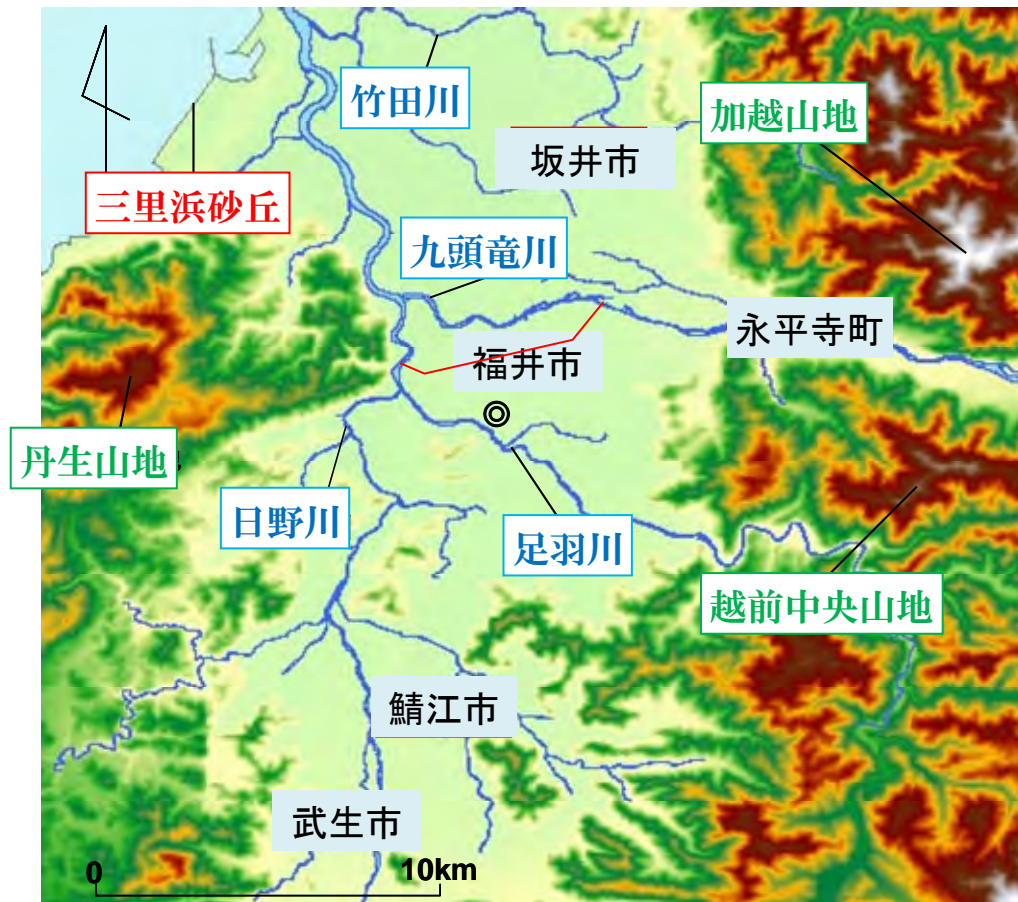 竹田川
加越山地
坂井市
三里浜砂丘
九頭竜川
永平寺町
福井市
丹生山地
日野川
足羽川
越前中央山地
鯖江市
武生市
0
10km